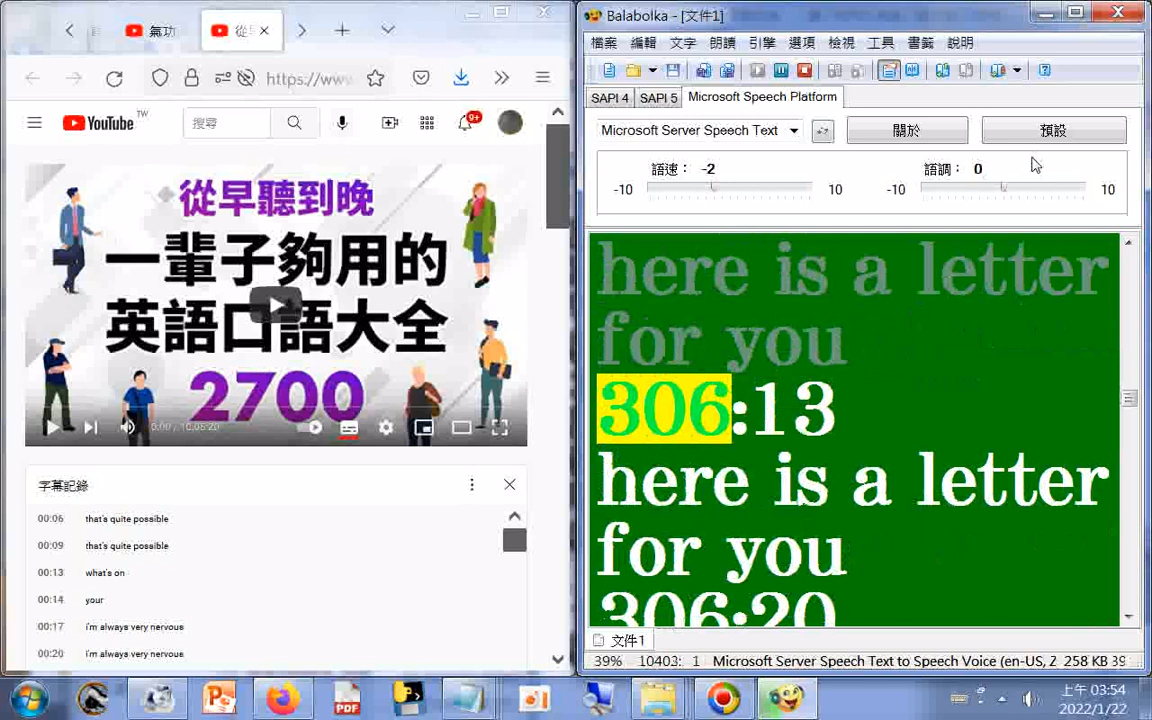 氣功
從
https://www
YouTube TW
搜尋
9+
從早聽到晚
一輩子夠用的
英語口語大全
2700
0:00 / 10:05:20
字幕記錄
00:06 that's quite possible
00:09 that's quite possible
00:13 what's on
00:14 your
00:17 i'm always very nervous
00:20 i'm always very nervous
Balabolka - [文件1]
檔案 編輯 文字 朗讀 引擎 選項 檢視 工具 書籤 說明
SAPI 4 SAPI 5 Microsoft Speech Platform
Microsoft Server Speech Text 關於 預設
語速： -2 語調： 0
-10 10 -10 10
here is a letter
for you
306:13
here is a letter
for you
306:20
文件1
39% 10403: 1 Microsoft Server Speech Text to Speech Voice (en-US, 2 258 KB 39
PDF
上午 03:54
2022/1/22